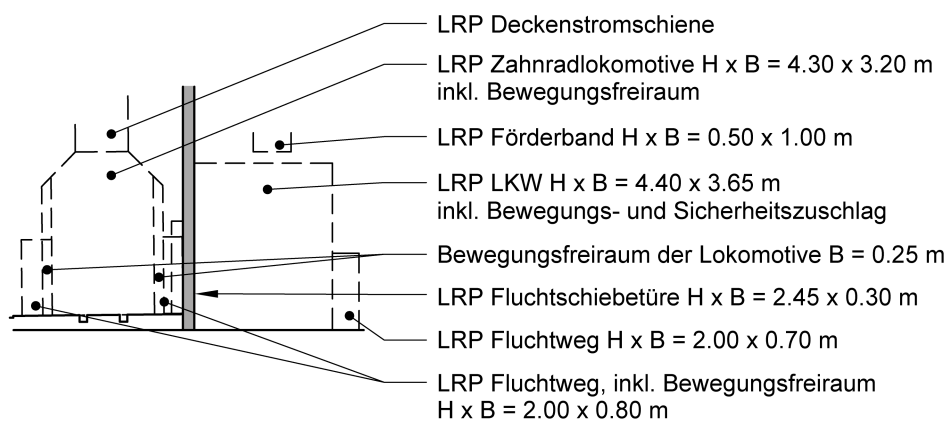 LRP Deckenstromschiene
LRP Zahnradlokomotive H x B = 4.30 x 3.20 m
inkl. Bewegungsfreiraum
LRP Förderband H x B = 0.50 x 1.00 m
LRP LKW H x B = 4.40 x 3.65 m
inkl. Bewegungs- und Sicherheitszuschlag
Bewegungsfreiraum der Lokomotive B = 0.25 m
LRP Fluchtschiebetüre H x B = 2.45 x 0.30 m
LRP Fluchtweg H x B = 2.00 x 0.70 m
LRP Fluchtweg, inkl. Bewegungsfreiraum
H x B = 2.00 x 0.80 m